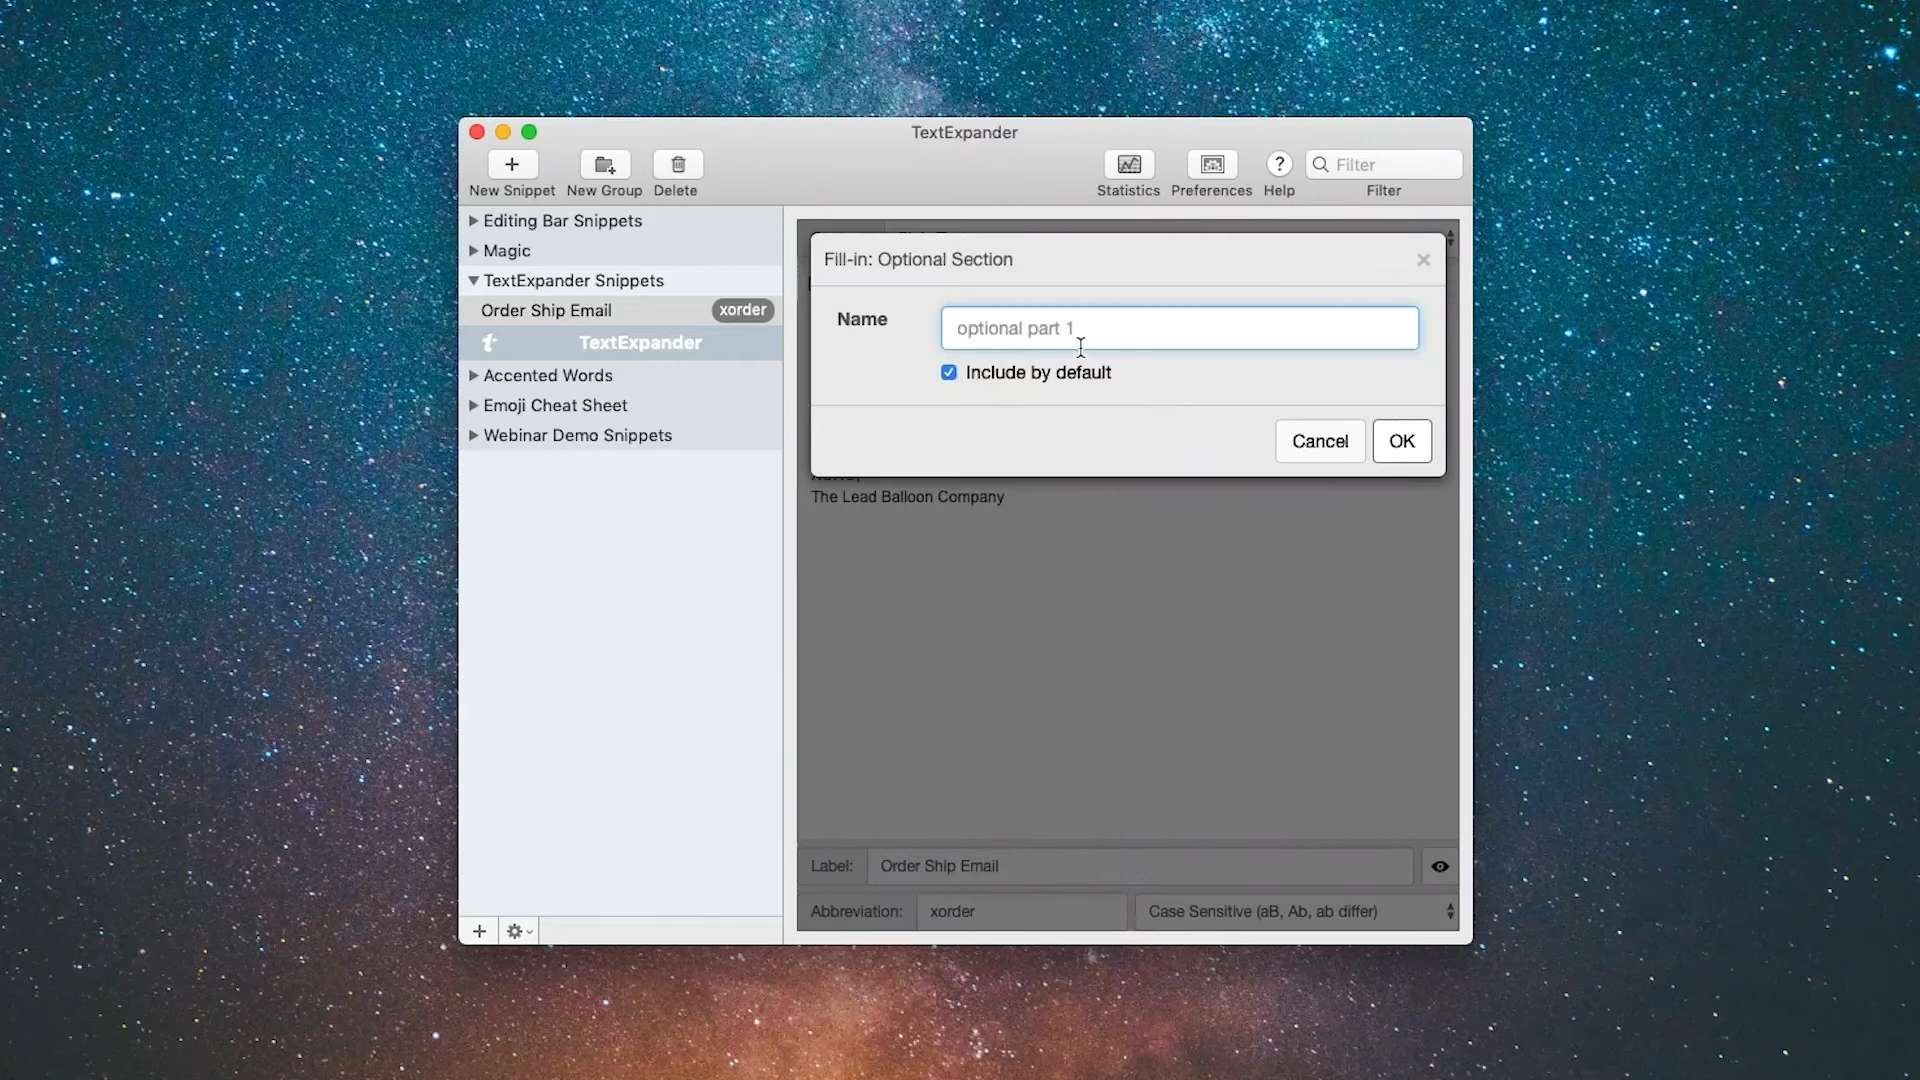 TextExpander
New Snippet New Group Delete
Statistics Preferences Help Filter
Filter
Editing Bar Snippets
Magic
TextExpander Snippets
Order Ship Email xorder
TextExpander
Accented Words
Emoji Cheat Sheet
Webinar Demo Snippets
Fill-in: Optional Section
Name optional part 1
Include by default
Cancel OK
The Lead Balloon Company
Label: Order Ship Email
Abbreviation: xorder Case Sensitive (aB, Ab, ab differ)